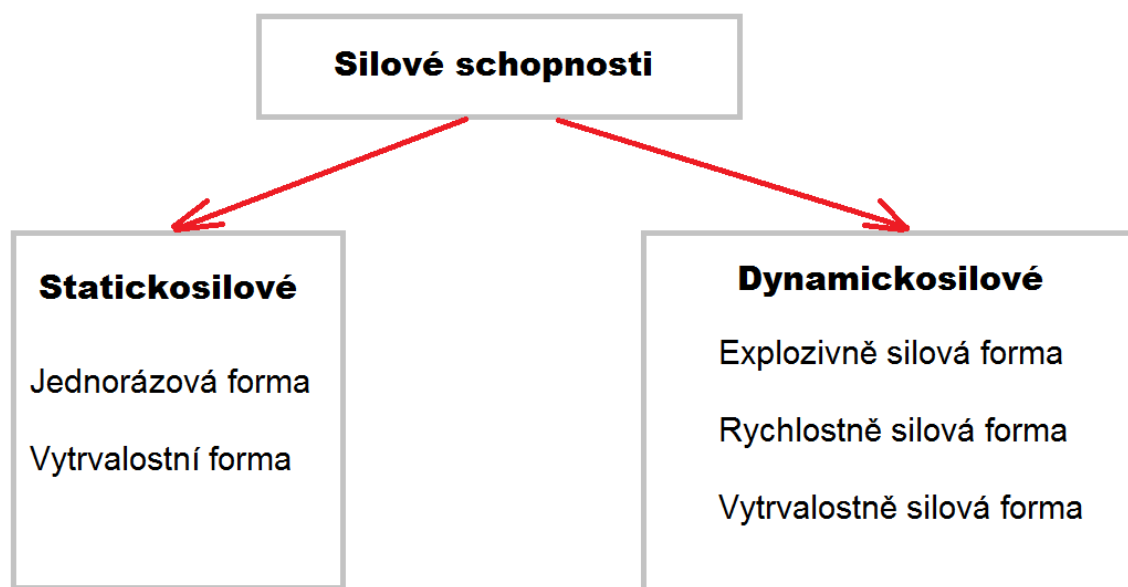 Silové schopnosti
Statickosilové
Jednorázová forma
Vytrvalostní forma
Dynamickosilové
Explozivně silová forma
Rychlostně silová forma
Vytrvalostně silová forma